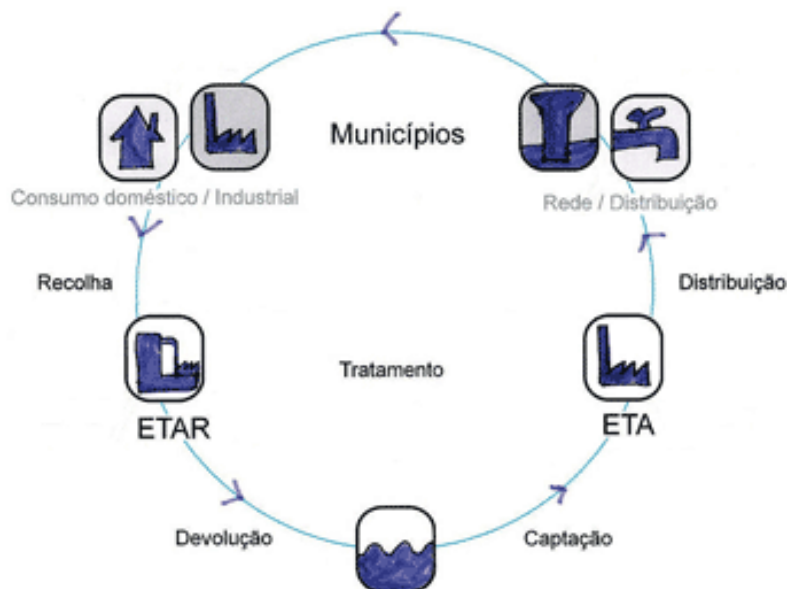 Municípios
Consumo doméstico / Industrial
Rede / Distribuição
Recolha
Distribuição
Tratamento
ETAR
ETA
Devolução
Captação